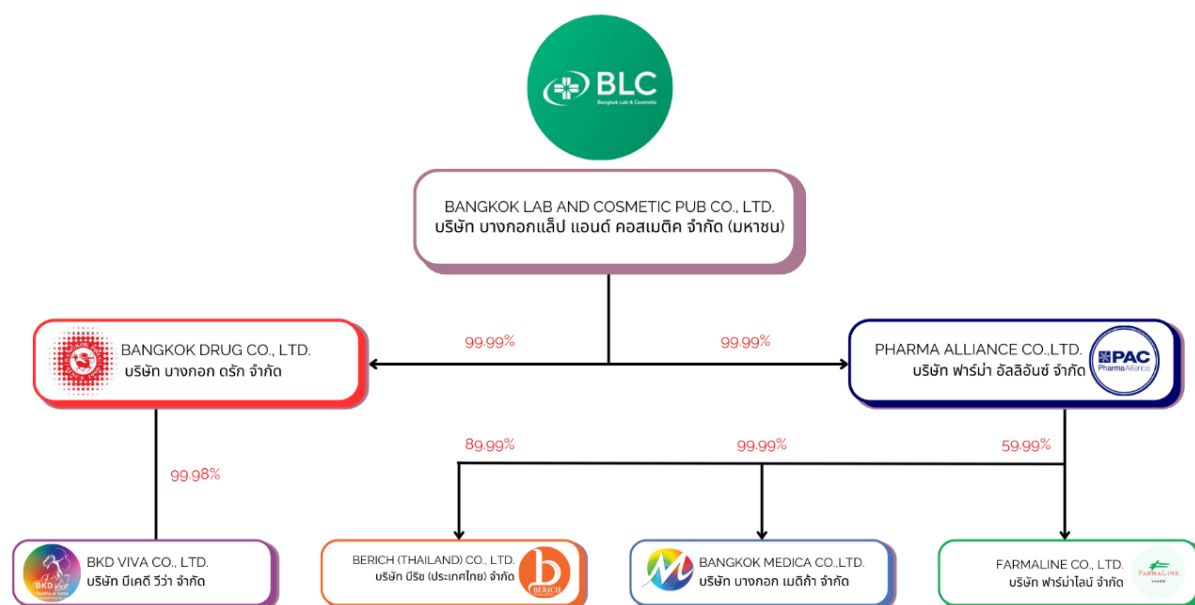 BLC
Bangkok Lab & Cosmetic
BANGKOK LAB AND COSMETIC PUB CO., LTD.
บริษัท บางกอกแล็ป แอนด์ คอสเมติค จำกัด (มหาชน)
99.99%
99.99%
BANGKOK DRUG CO., LTD.
บริษัท บางกอก ดรัก จำกัด
PHARMA ALLIANCE CO.,LTD.
บริษัท ฟาร์ม่า อัลลิอันซ์ จำกัด
PAC
PharmaAlliance
99.98%
89.99%
99.99%
59.99%
BKD Viva
BKD VIVA CO., LTD.
บริษัท บีเคดี วีว่า จำกัด
BERICH (THAILAND) CO., LTD.
บริษัท บีริช (ประเทศไทย) จำกัด
b
BERICH
M
BANGKOK MEDICA CO.,LTD.
บริษัท บางกอก เมดิก้า จำกัด
FARMALINE CO., LTD.
บริษัท ฟาร์ม่าไลน์ จำกัด
FARMALINE